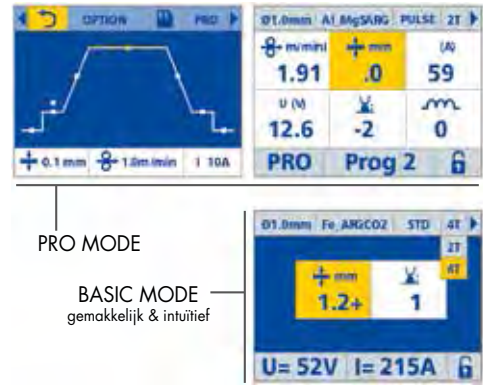 OPTION PRO
0.1 mm 1.0m/min I 10A
Ø1.0mm Al_MgSARG PULSE 2T
m/mini mm (A)
1.91 .0 59
U (V)
12.6 -2 0
PRO Prog 2
PRO MODE
BASIC MODE
gemakkelijk & intuïtief
Ø1.0mm Fe_ARGCO2 STD 4T
2T
4T
mm
1.2+ 1
U= 52V I= 215A